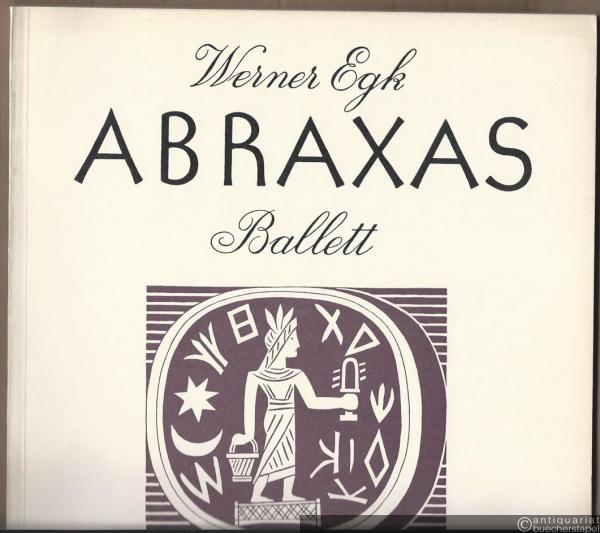 Werner Egk
ABRAXAS
Ballett
© antiquariat
buecherstapel